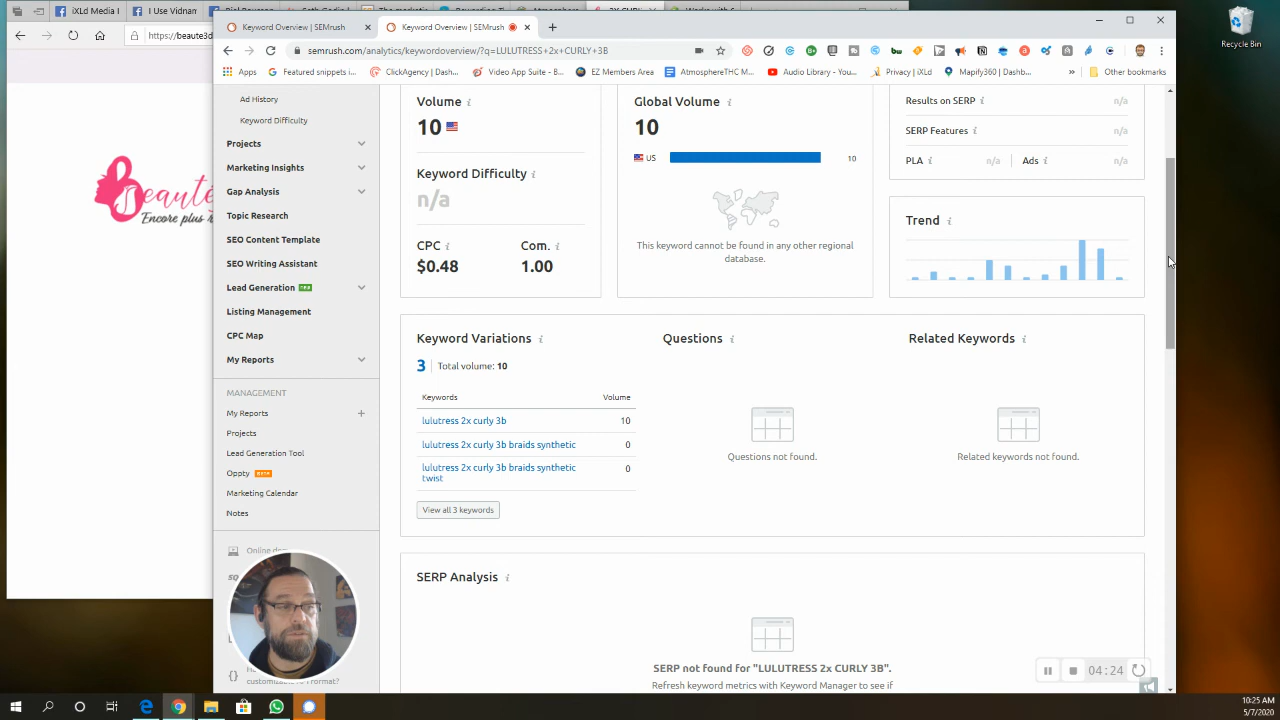 iXLd Media I
I Use Vidnam
Keyword Overview | SEMrush
Keyword Overview | SEMrush
https://beaute3d
semrush.com/analytics/keywordoverview/?q=LULUTRESS+2x+CURLY+3B
Apps
Featured snippets i...
ClickAgency | Dash...
Video App Suite - B...
EZ Members Area
AtmosphereTHC M...
Audio Library - You...
Privacy | iXLd
Mapify360 | Dashb...
»
Other bookmarks
Recycle Bin
Beauté
Encore plus
Ad History
Keyword Difficulty
Projects
Marketing Insights
Gap Analysis
Topic Research
SEO Content Template
SEO Writing Assistant
Lead Generation
Listing Management
CPC Map
My Reports
MANAGEMENT
My Reports
+
Projects
Lead Generation Tool
Oppty BETA
Marketing Calendar
Notes
Volume i
10
Keyword Difficulty i
n/a
CPC i
Com. i
$0.48
1.00
Global Volume i
10
US
10
This keyword cannot be found in any other regional
database.
Results on SERP i n/a
SERP Features i n/a
PLA i n/a | Ads i n/a
Trend i
Keyword Variations i
3 | Total volume: 10
Keywords Volume
lulutress 2x curly 3b 10
lulutress 2x curly 3b braids synthetic 0
lulutress 2x curly 3b braids synthetic 0
twist
View all 3 keywords
Questions i
Questions not found.
Related Keywords i
Related keywords not found.
SERP Analysis i
SERP not found for "LULUTRESS 2x CURLY 3B".
Refresh keyword metrics with Keyword Manager to see if
04:24
10:25 AM
5/7/2020